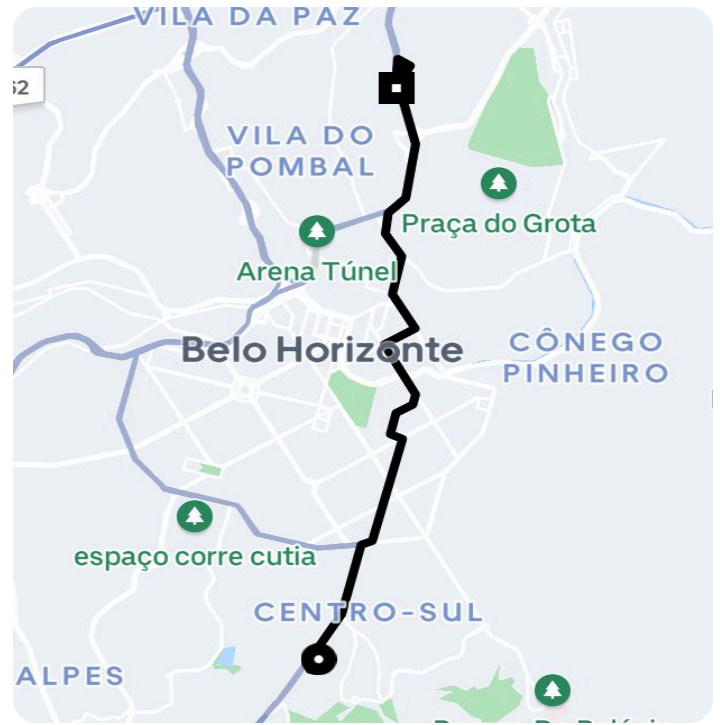 VILA DA PAZ
62
VILA DO
POMBAL
Praça do Grota
Arena Túnel
Belo Horizonte
CÔNEGO
PINHEIRO
espaço corre cutia
CENTRO-SUL
ALPES